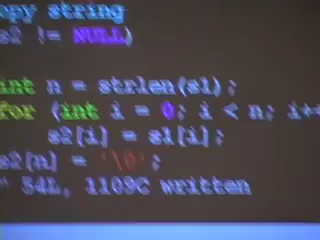 opy string
s2 != NULL)
int n = strlen(s1);
for (int i = 0; i < n; i++
s2[i] = s1[i];
s2[n] = '\0';
" 54L, 1109C written